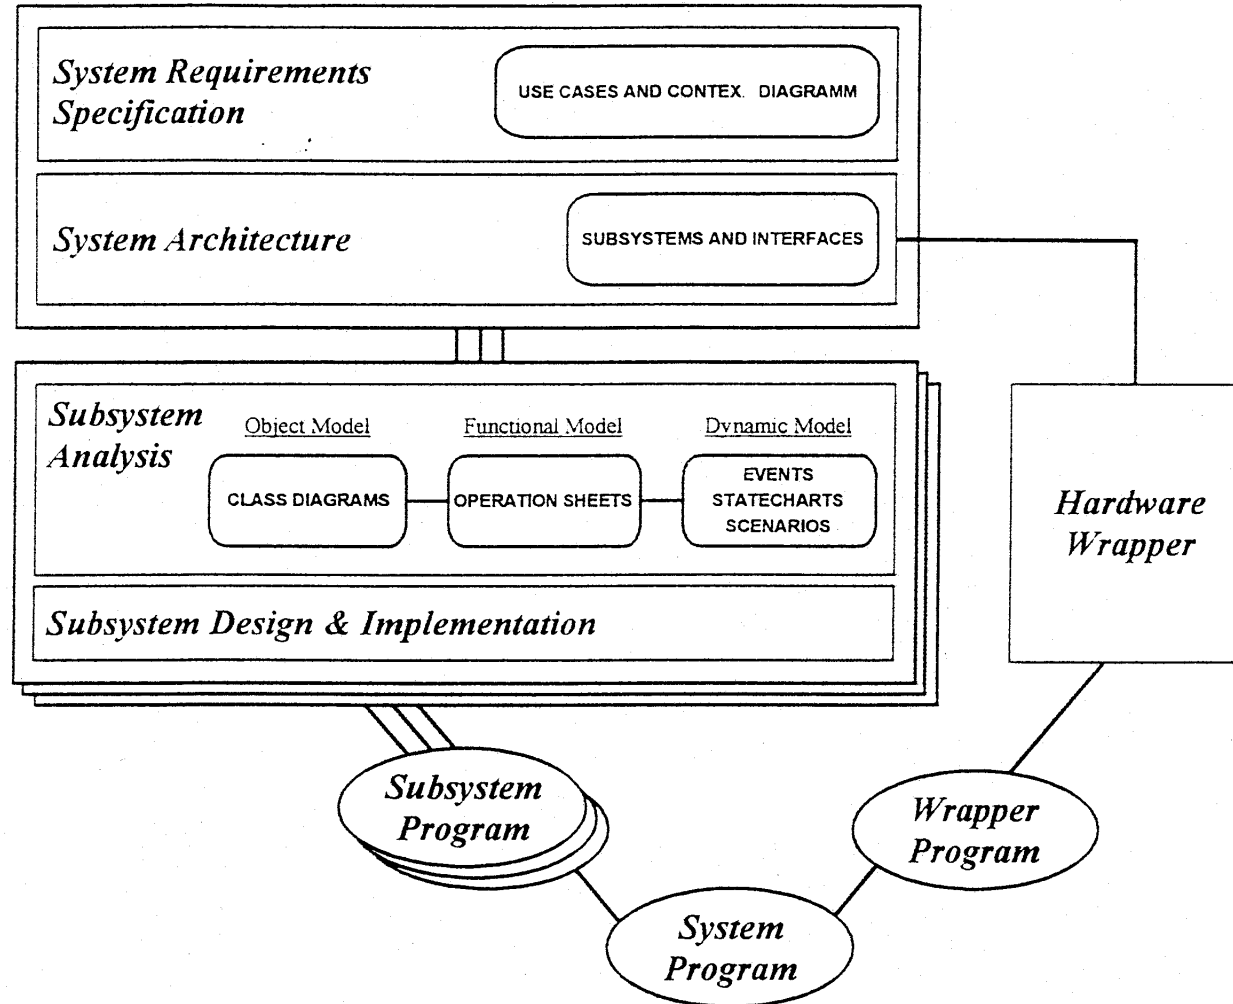 System Requirements
Specification
USE CASES AND CONTEX. DIAGRAMM
System Architecture
SUBSYSTEMS AND INTERFACES
Subsystem
Analysis
Object Model
Functional Model
Dynamic Model
CLASS DIAGRAMS
OPERATION SHEETS
EVENTS
STATECHARTS
SCENARIOS
Hardware
Wrapper
Subsystem Design & Implementation
Subsystem
Program
Wrapper
Program
System
Program